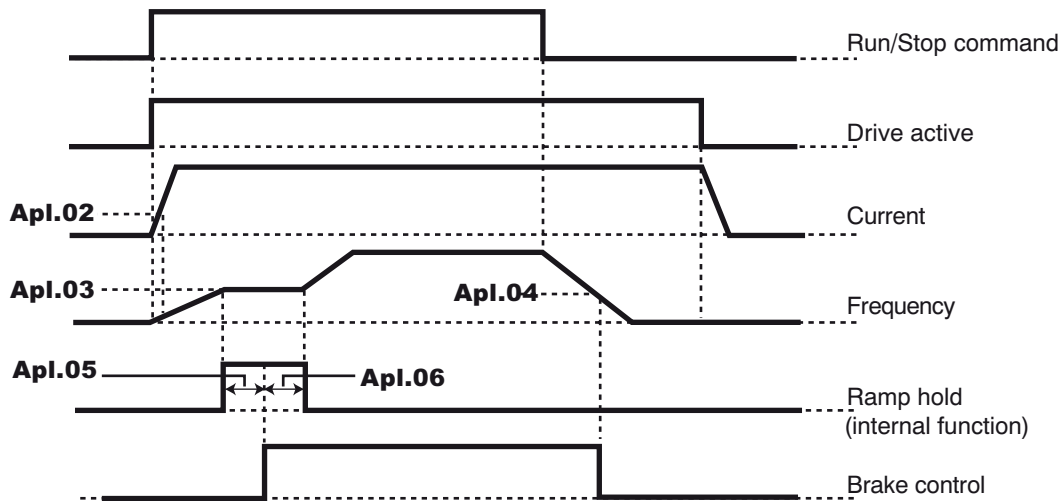 Run/Stop command
Drive active
Apl.02
Current
Apl.03
Apl.04
Frequency
Apl.05
Apl.06
Ramp hold
(internal function)
Brake control